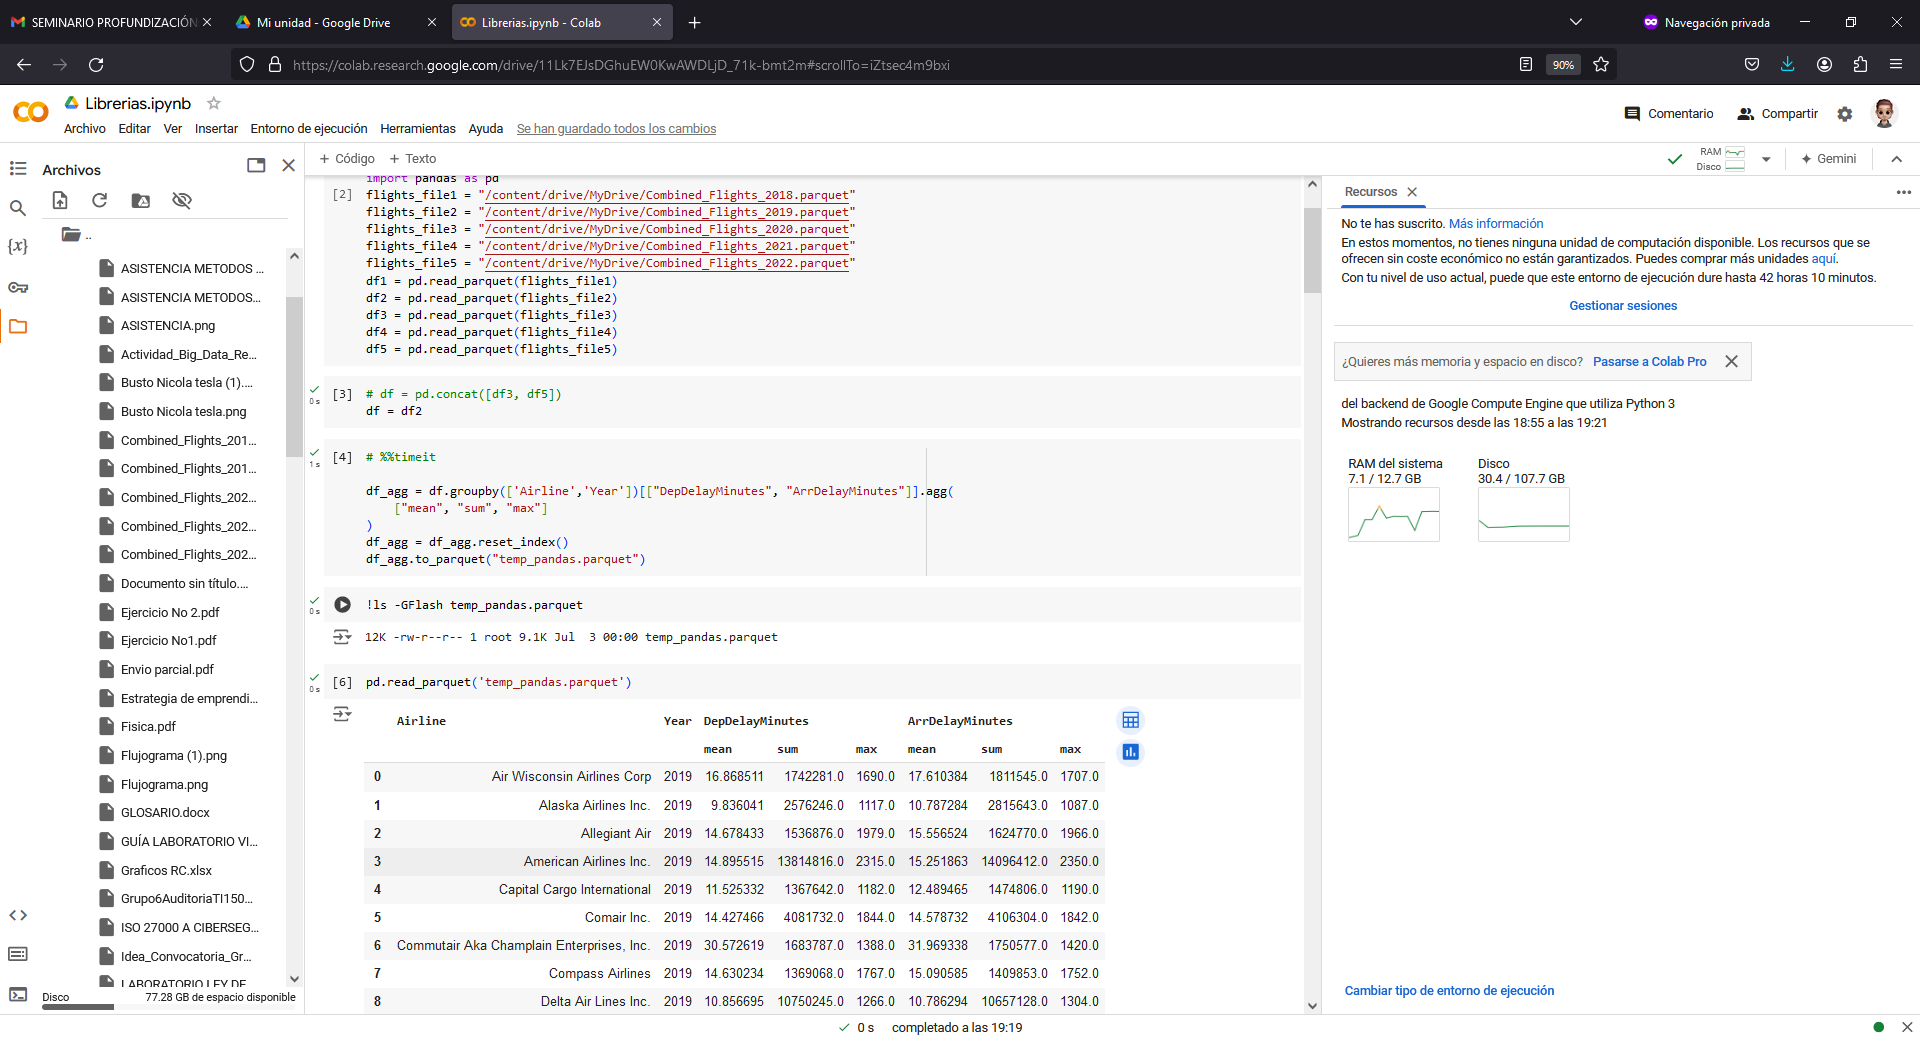 SEMINARIO PROFUNDIZACIÓN
Mi unidad - Google Drive
Librerias.ipynb - Colab
Navegación privada
https://colab.research.google.com/drive/11Lk7EJsDGhuEW0KwAWDLjD_71k-bmt2m#scrollTo=iZtsec4m9bxi
90%
Librerias.ipynb
Comentario
Compartir
Archivo Editar Ver Insertar Entorno de ejecución Herramientas Ayuda Se han guardado todos los cambios
Archivos
+ Código + Texto
RAM
Disco
Gemini
..
ASISTENCIA METODOS ...
ASISTENCIA METODOS...
ASISTENCIA.png
Actividad_Big_Data_Re...
Busto Nicola tesla (1)....
Busto Nicola tesla.png
Combined_Flights_201...
Combined_Flights_201...
Combined_Flights_202...
Combined_Flights_202...
Combined_Flights_202...
Documento sin título....
Ejercicio No 2.pdf
Ejercicio No1.pdf
Envio parcial.pdf
Estrategia de emprendi...
Fisica.pdf
Flujograma (1).png
Flujograma.png
GLOSARIO.docx
GUÍA LABORATORIO VI...
Graficos RC.xlsx
Grupo6AuditoriaTI150...
ISO 27000 A CIBERSEG...
Idea_Convocatoria_Gr...
LABORATORIO LEY DE
Disco 77.28 GB de espacio disponible
import pandas as pd
[2] flights_file1 = "/content/drive/MyDrive/Combined_Flights_2018.parquet"
flights_file2 = "/content/drive/MyDrive/Combined_Flights_2019.parquet"
flights_file3 = "/content/drive/MyDrive/Combined_Flights_2020.parquet"
flights_file4 = "/content/drive/MyDrive/Combined_Flights_2021.parquet"
flights_file5 = "/content/drive/MyDrive/Combined_Flights_2022.parquet"
df1 = pd.read_parquet(flights_file1)
df2 = pd.read_parquet(flights_file2)
df3 = pd.read_parquet(flights_file3)
df4 = pd.read_parquet(flights_file4)
df5 = pd.read_parquet(flights_file5)
0 s [3] # df = pd.concat([df3, df5])
df = df2
1 s [4] # %%timeit
df_agg = df.groupby(['Airline','Year'])[["DepDelayMinutes", "ArrDelayMinutes"]].agg(
["mean", "sum", "max"]
)
df_agg = df_agg.reset_index()
df_agg.to_parquet("temp_pandas.parquet")
0 s !ls -GFlash temp_pandas.parquet
12K -rw-r--r-- 1 root 9.1K Jul  3 00:00 temp_pandas.parquet
0 s [6] pd.read_parquet('temp_pandas.parquet')
Airline Year DepDelayMinutes ArrDelayMinutes
mean sum max mean sum max
0 Air Wisconsin Airlines Corp 2019 16.868511 1742281.0 1690.0 17.610384 1811545.0 1707.0
1 Alaska Airlines Inc. 2019 9.836041 2576246.0 1117.0 10.787284 2815643.0 1087.0
2 Allegiant Air 2019 14.678433 1536876.0 1979.0 15.556524 1624770.0 1966.0
3 American Airlines Inc. 2019 14.895515 13814816.0 2315.0 15.251863 14096412.0 2350.0
4 Capital Cargo International 2019 11.525332 1367642.0 1182.0 12.489465 1474806.0 1190.0
5 Comair Inc. 2019 14.427466 4081732.0 1844.0 14.578732 4106304.0 1842.0
6 Commutair Aka Champlain Enterprises, Inc. 2019 30.572619 1683787.0 1388.0 31.969338 1750577.0 1420.0
7 Compass Airlines 2019 14.630234 1369068.0 1767.0 15.090585 1409853.0 1752.0
8 Delta Air Lines Inc. 2019 10.856695 10750245.0 1266.0 10.786294 10657128.0 1304.0
Recursos
No te has suscrito. Más información
En estos momentos, no tienes ninguna unidad de computación disponible. Los recursos que se
ofrecen sin coste económico no están garantizados. Puedes comprar más unidades aquí.
Con tu nivel de uso actual, puede que este entorno de ejecución dure hasta 42 horas 10 minutos.
Gestionar sesiones
¿Quieres más memoria y espacio en disco? Pasarse a Colab Pro
del backend de Google Compute Engine que utiliza Python 3
Mostrando recursos desde las 18:55 a las 19:21
RAM del sistema
7.1 / 12.7 GB
Disco
30.4 / 107.7 GB
Cambiar tipo de entorno de ejecución
0 s completado a las 19:19